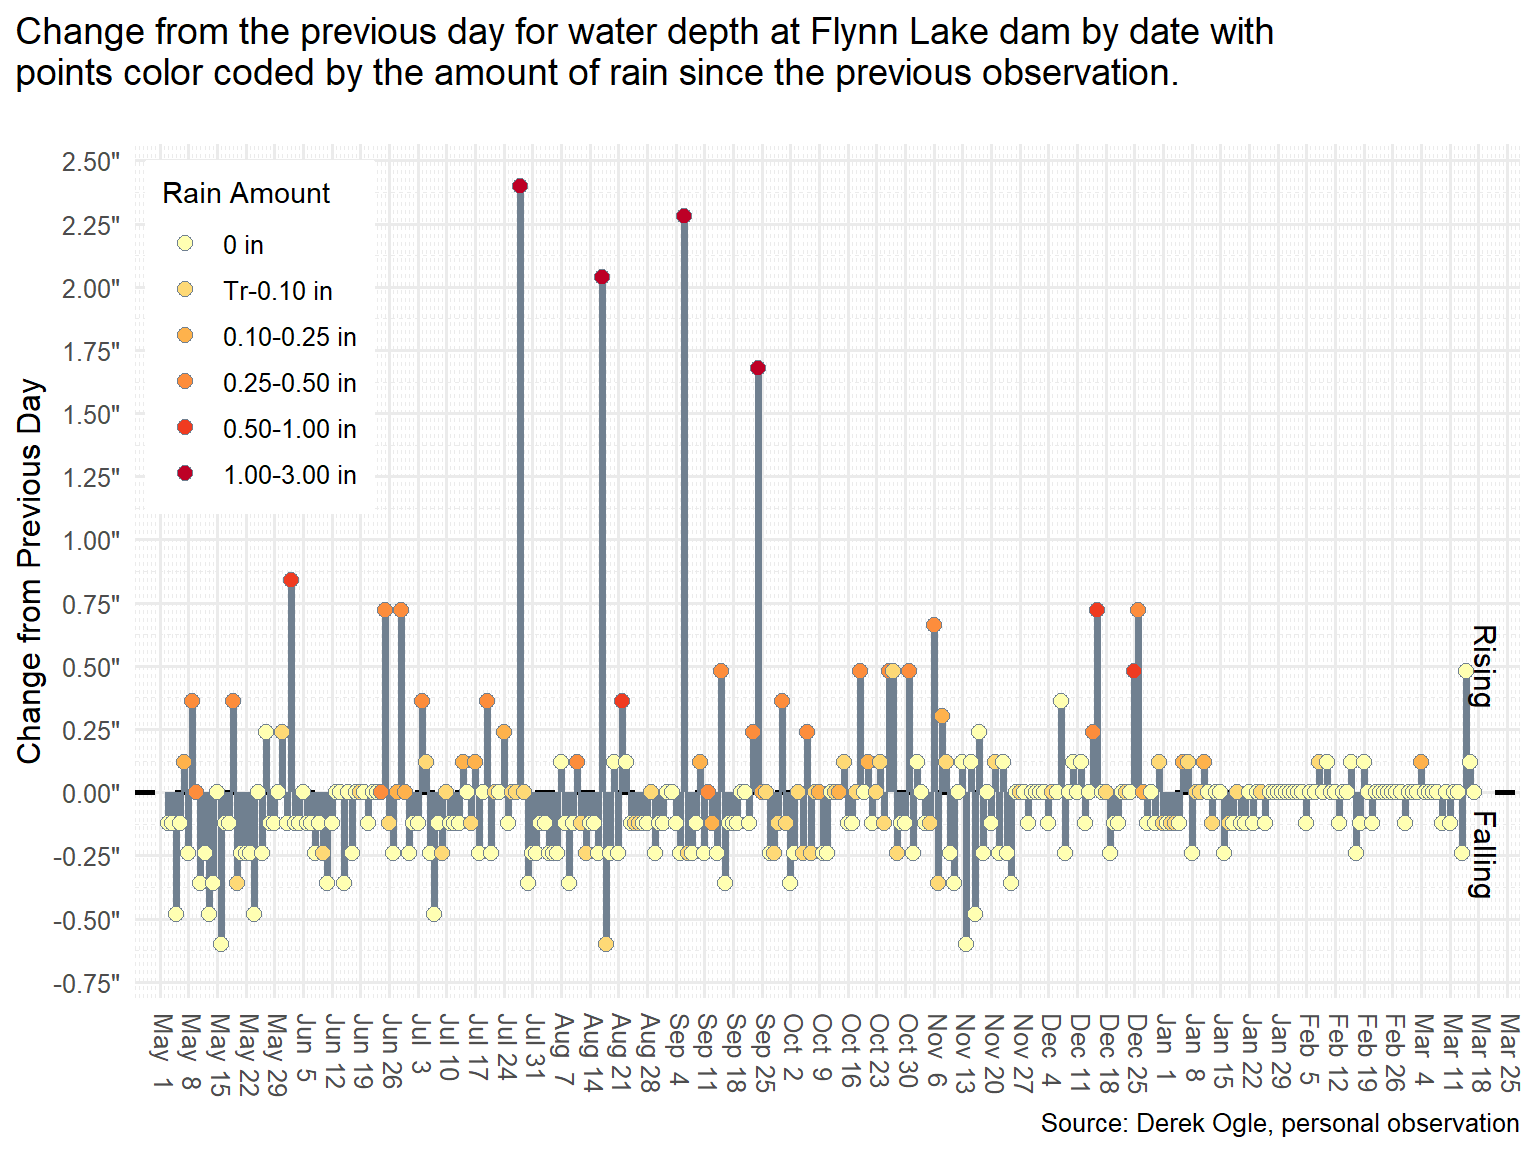 Change from the previous day for water depth at Flynn Lake dam by date with
points color coded by the amount of rain since the previous observation.
Change from Previous Day
2.50"
2.25"
2.00"
1.75"
1.50"
1.25"
1.00"
0.75"
0.50"
0.25"
0.00"
-0.25"
-0.50"
-0.75"
Rain Amount
0 in
Tr-0.10 in
0.10-0.25 in
0.25-0.50 in
0.50-1.00 in
1.00-3.00 in
Rising
Falling
May 1
May 8
May 15
May 22
May 29
Jun 5
Jun 12
Jun 19
Jun 26
Jul 3
Jul 10
Jul 17
Jul 24
Jul 31
Aug 7
Aug 14
Aug 21
Aug 28
Sep 4
Sep 11
Sep 18
Sep 25
Oct 2
Oct 9
Oct 16
Oct 23
Oct 30
Nov 6
Nov 13
Nov 20
Nov 27
Dec 4
Dec 11
Dec 18
Dec 25
Jan 1
Jan 8
Jan 15
Jan 22
Jan 29
Feb 5
Feb 12
Feb 19
Feb 26
Mar 4
Mar 11
Mar 18
Mar 25
Source: Derek Ogle, personal observation